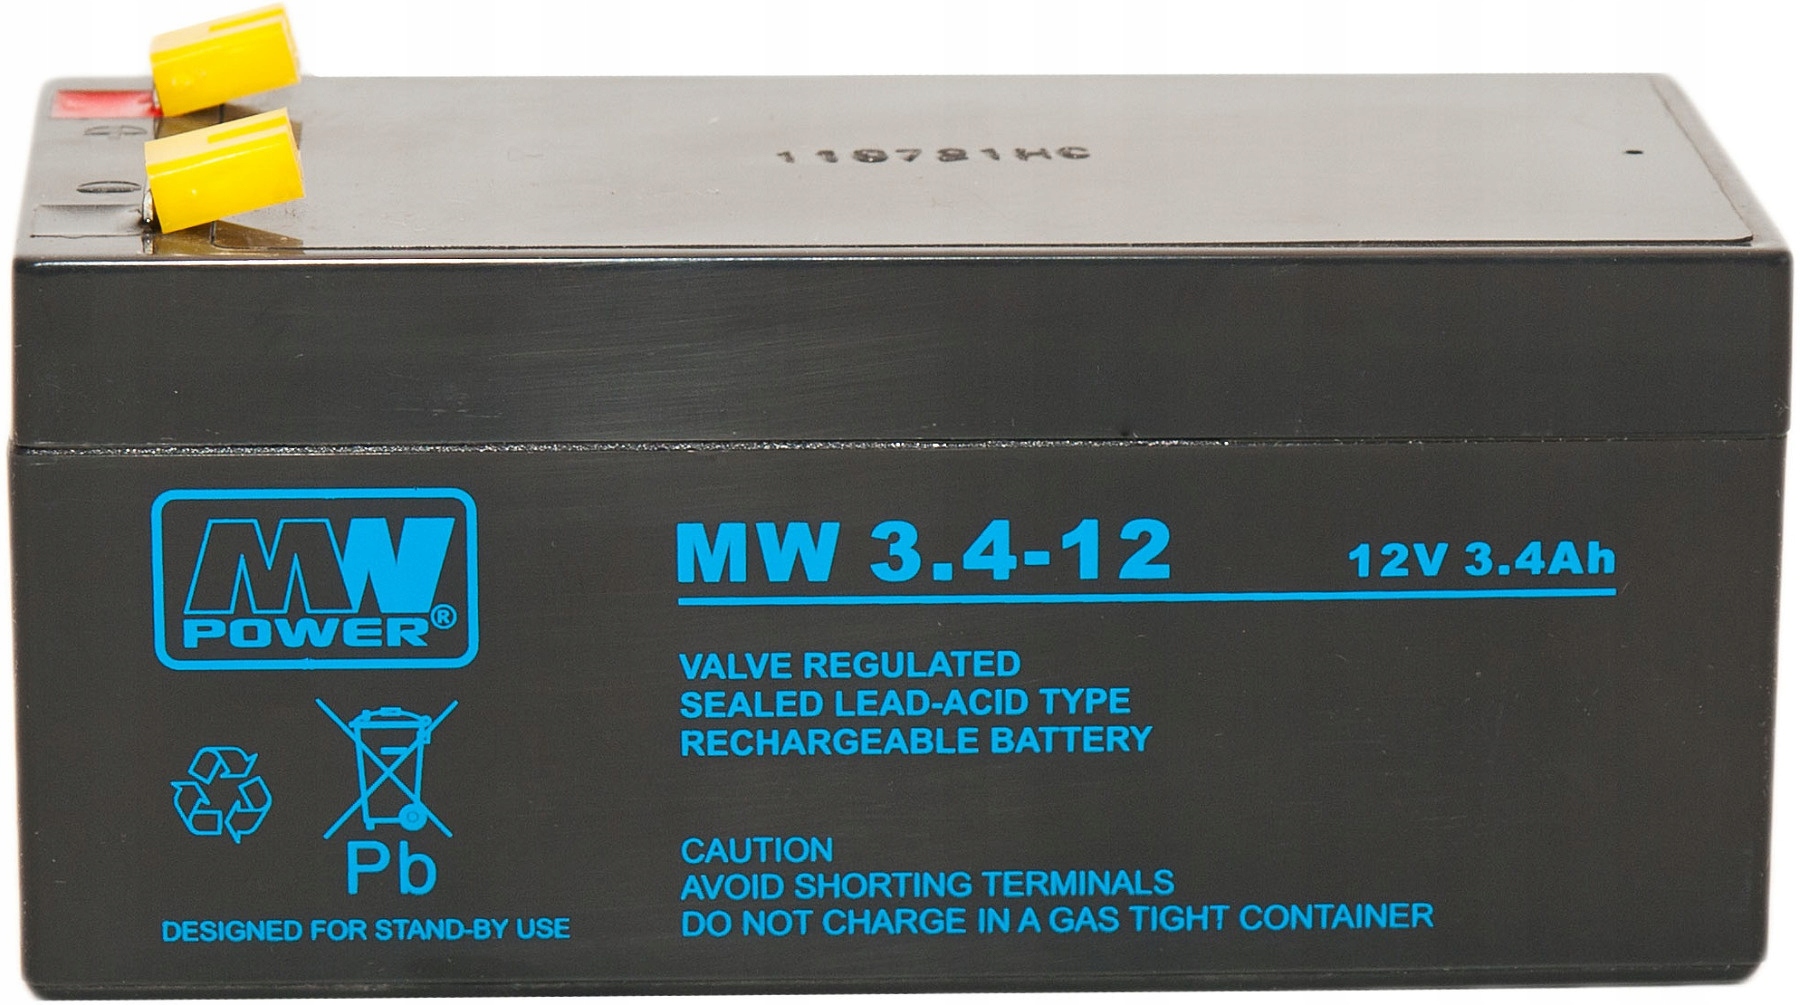 MW
POWER®
MW 3.4-12
12V 3.4Ah
VALVE REGULATED
SEALED LEAD-ACID TYPE
RECHARGEABLE BATTERY
Pb
DESIGNED FOR STAND-BY USE
CAUTION
AVOID SHORTING TERMINALS
DO NOT CHARGE IN A GAS TIGHT CONTAINER